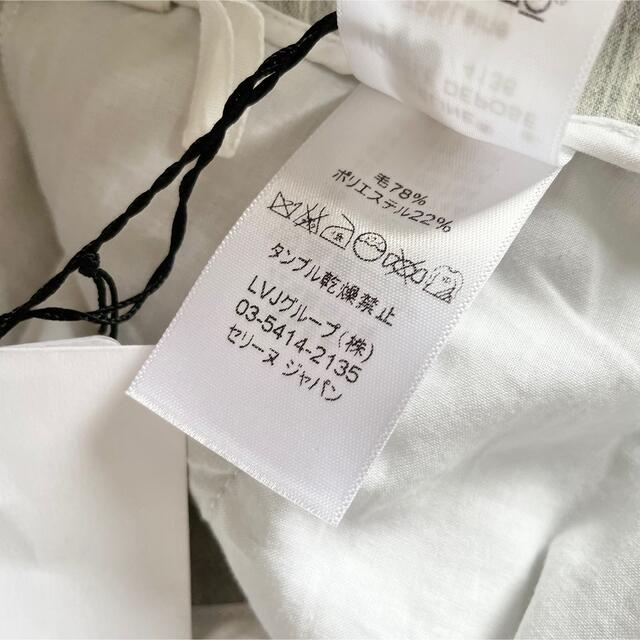 毛78%
ポリエステル22%
タンブル乾燥禁止
LVJグループ(株)
03-5414-2135
セリーヌ ジャパン